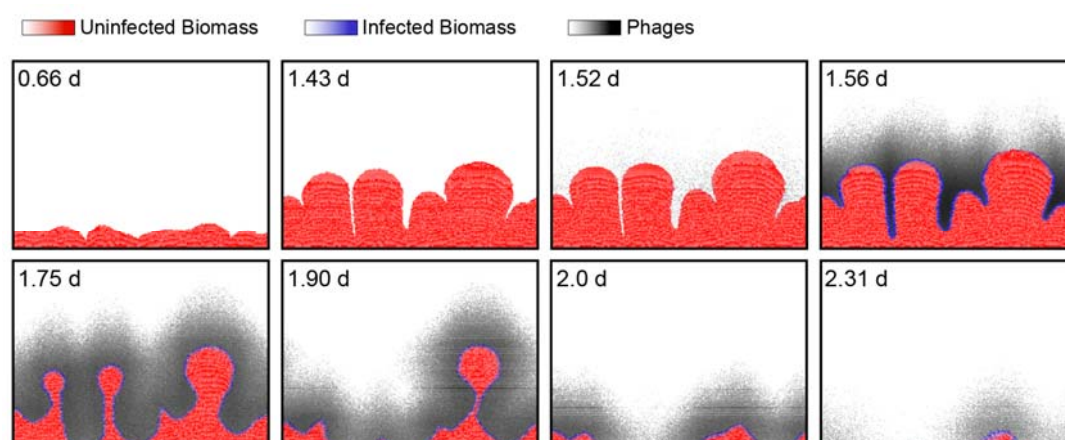 Uninfected Biomass Infected Biomass Phages
0.66 d 1.43 d 1.52 d 1.56 d
1.75 d 1.90 d 2.0 d 2.31 d